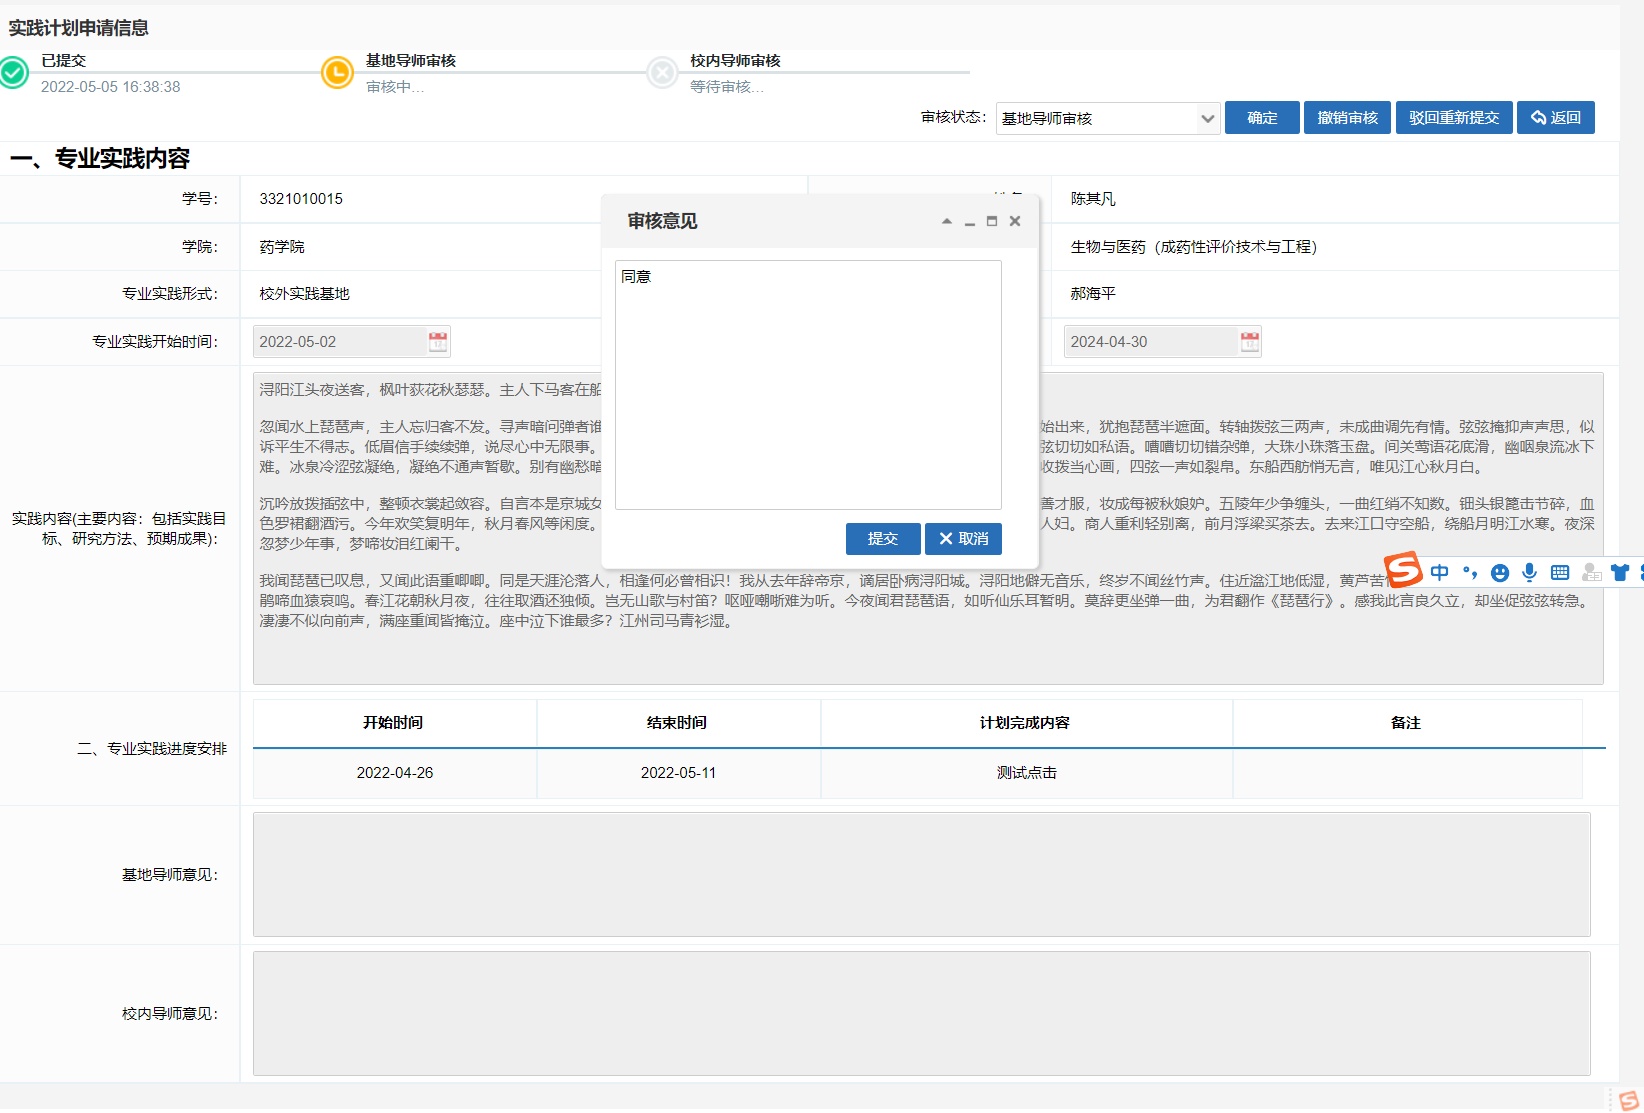 实践计划申请信息
已提交
2022-05-05 16:38:38
基地导师审核
审核中...
校内导师审核
等待审核...
审核状态：
基地导师审核
确定
撤销审核
驳回重新提交
返回
一、专业实践内容
学号：
3321010015
陈其凡
学院：
药学院
生物与医药（成药性评价技术与工程）
专业实践形式：
校外实践基地
郝海平
专业实践开始时间：
2022-05-02
2024-04-30
审核意见
同意
提交
取消
实践内容(主要内容：包括实践目
标、研究方法、预期成果)：
浔阳江头夜送客，枫叶荻花秋瑟瑟。主人下马客在船
忽闻水上琵琶声，主人忘归客不发。寻声暗问弹者谁 始出来，犹抱琵琶半遮面。转轴拨弦三两声，未成曲调先有情。弦弦掩抑声声思，似
诉平生不得志。低眉信手续续弹，说尽心中无限事。 弦切切如私语。嘈嘈切切错杂弹，大珠小珠落玉盘。间关莺语花底滑，幽咽泉流冰下
难。冰泉冷涩弦凝绝，凝绝不通声暂歇。别有幽愁暗 收拨当心画，四弦一声如裂帛。东船西舫悄无言，唯见江心秋月白。
沉吟放拨插弦中，整顿衣裳起敛容。自言本是京城女 善才服，妆成每被秋娘妒。五陵年少争缠头，一曲红绡不知数。钿头银篦击节碎，血
色罗裙翻酒污。今年欢笑复明年，秋月春风等闲度。 人妇。商人重利轻别离，前月浮梁买茶去。去来江口守空船，绕船月明江水寒。夜深
忽梦少年事，梦啼妆泪红阑干。
我闻琵琶已叹息，又闻此语重唧唧。同是天涯沦落人，相逢何必曾相识！我从去年辞帝京，谪居卧病浔阳城。浔阳地僻无音乐，终岁不闻丝竹声。住近湓江地低湿，黄芦苦
鹃啼血猿哀鸣。春江花朝秋月夜，往往取酒还独倾。岂无山歌与村笛？呕哑嘲哳难为听。今夜闻君琵琶语，如听仙乐耳暂明。莫辞更坐弹一曲，为君翻作《琵琶行》。感我此言良久立，却坐促弦弦转急。
凄凄不似向前声，满座重闻皆掩泣。座中泣下谁最多？江州司马青衫湿。
中
二、专业实践进度安排
开始时间 结束时间 计划完成内容 备注
2022-04-26 2022-05-11 测试点击
基地导师意见：
校内导师意见：